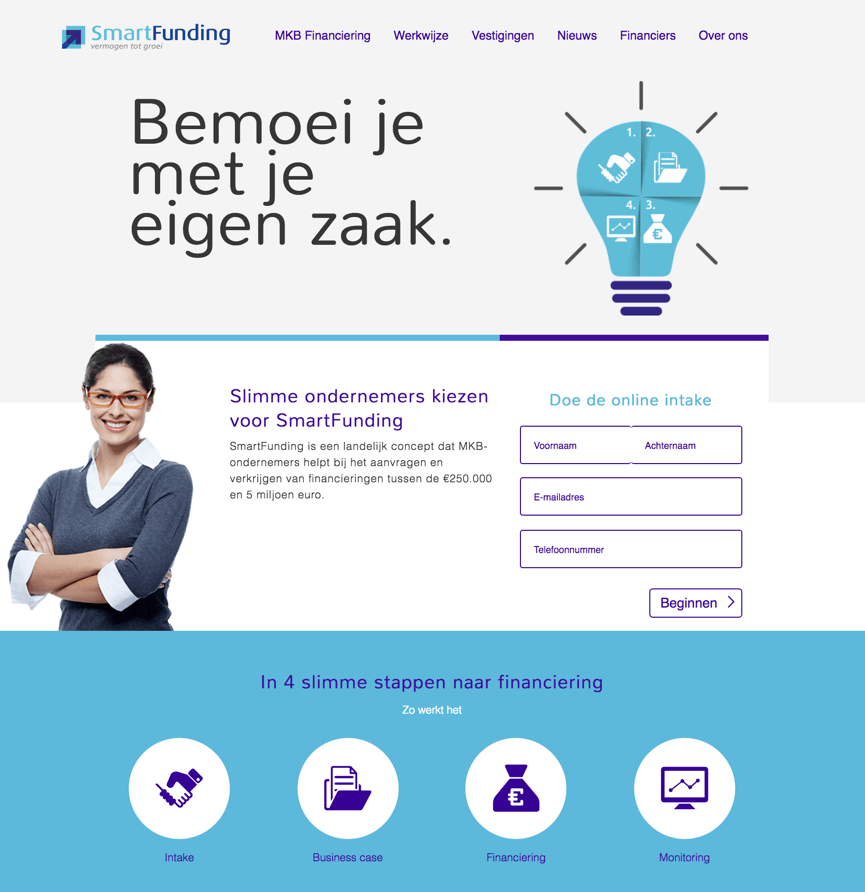 SmartFunding
vermogen tot groei
MKB Financiering Werkwijze Vestigingen Nieuws Financiers Over ons
Bemoei je
met je
eigen zaak.
1. 2.
4. 3.
€
Slimme ondernemers kiezen
voor SmartFunding
SmartFunding is een landelijk concept dat MKB-
ondernemers helpt bij het aanvragen en
verkrijgen van financieringen tussen de €250.000
en 5 miljoen euro.
Doe de online intake
Voornaam Achternaam
E-mailadres
Telefoonnummer
Beginnen
In 4 slimme stappen naar financiering
Zo werkt het
€
Intake Business case Financiering Monitoring